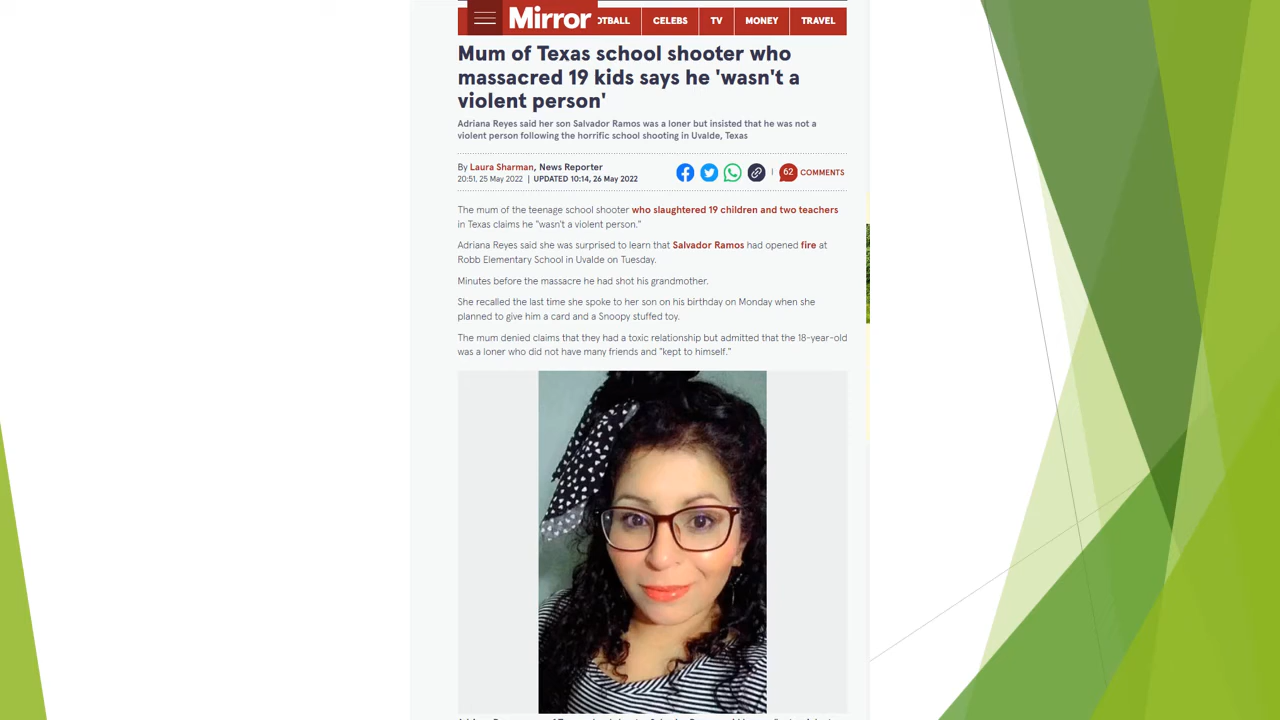 Mirror OTBALL CELEBS TV MONEY TRAVEL
Mum of Texas school shooter who
massacred 19 kids says he 'wasn't a
violent person'
Adriana Reyes said her son Salvador Ramos was a loner but insisted that he was not a
violent person following the horrific school shooting in Uvalde, Texas
By Laura Sharman, News Reporter
20:51, 25 May 2022 | UPDATED 10:14, 26 May 2022
62 COMMENTS
The mum of the teenage school shooter who slaughtered 19 children and two teachers
in Texas claims he "wasn't a violent person."
Adriana Reyes said she was surprised to learn that Salvador Ramos had opened fire at
Robb Elementary School in Uvalde on Tuesday.
Minutes before the massacre he had shot his grandmother.
She recalled the last time she spoke to her son on his birthday on Monday when she
planned to give him a card and a Snoopy stuffed toy.
The mum denied claims that they had a toxic relationship but admitted that the 18-year-old
was a loner who did not have many friends and "kept to himself."